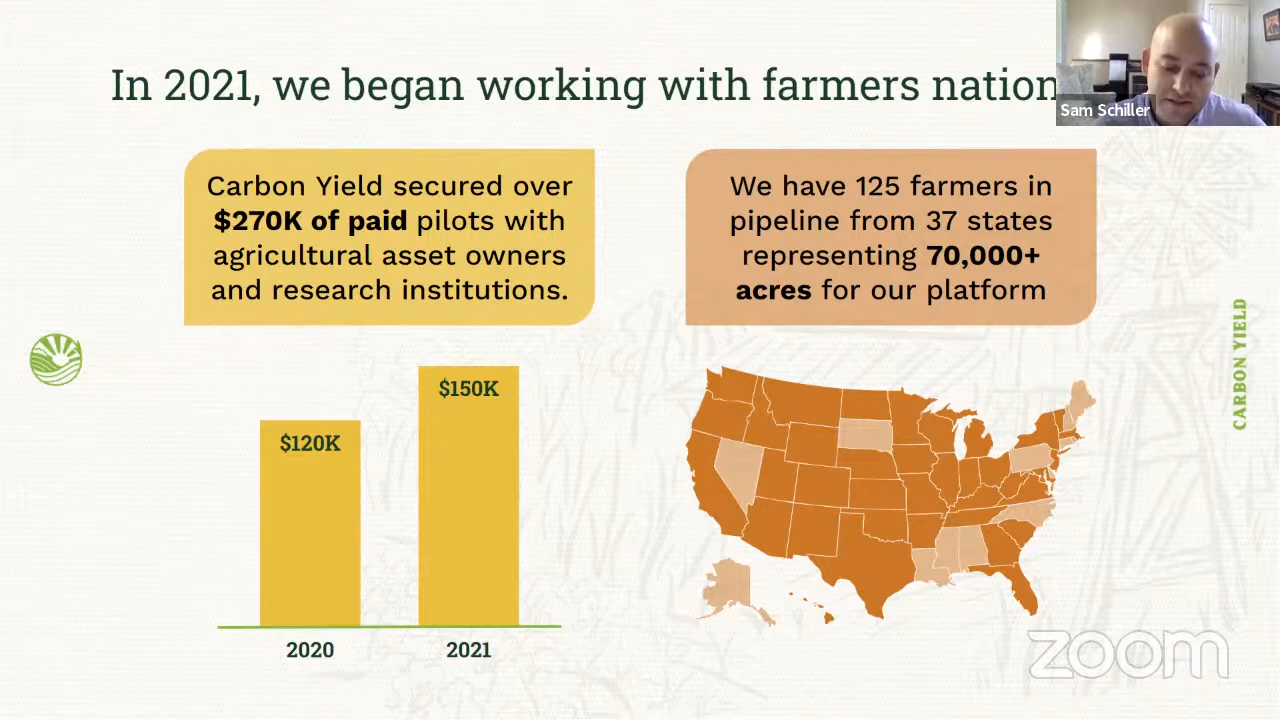 In 2021, we began working with farmers nation
Sam Schiller
Carbon Yield secured over
$270K of paid pilots with
agricultural asset owners
and research institutions.
We have 125 farmers in
pipeline from 37 states
representing 70,000+
acres for our platform
CARBON YIELD
$120K
$150K
2020
2021
zoom